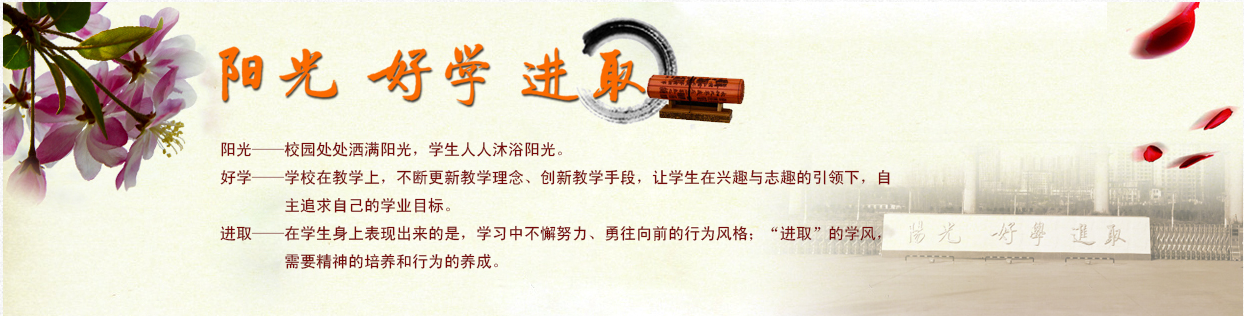 阳光 好学 进取
阳光——校园处处洒满阳光，学生人人沐浴阳光。
好学——学校在教学上，不断更新教学理念、创新教学手段，让学生在兴趣与志趣的引领下，自
主追求自己的学业目标。
进取——在学生身上表现出来的是，学习中不懈努力、勇往向前的行为风格；“进取”的学风，
需要精神的培养和行为的养成。
陽光 好學 進取